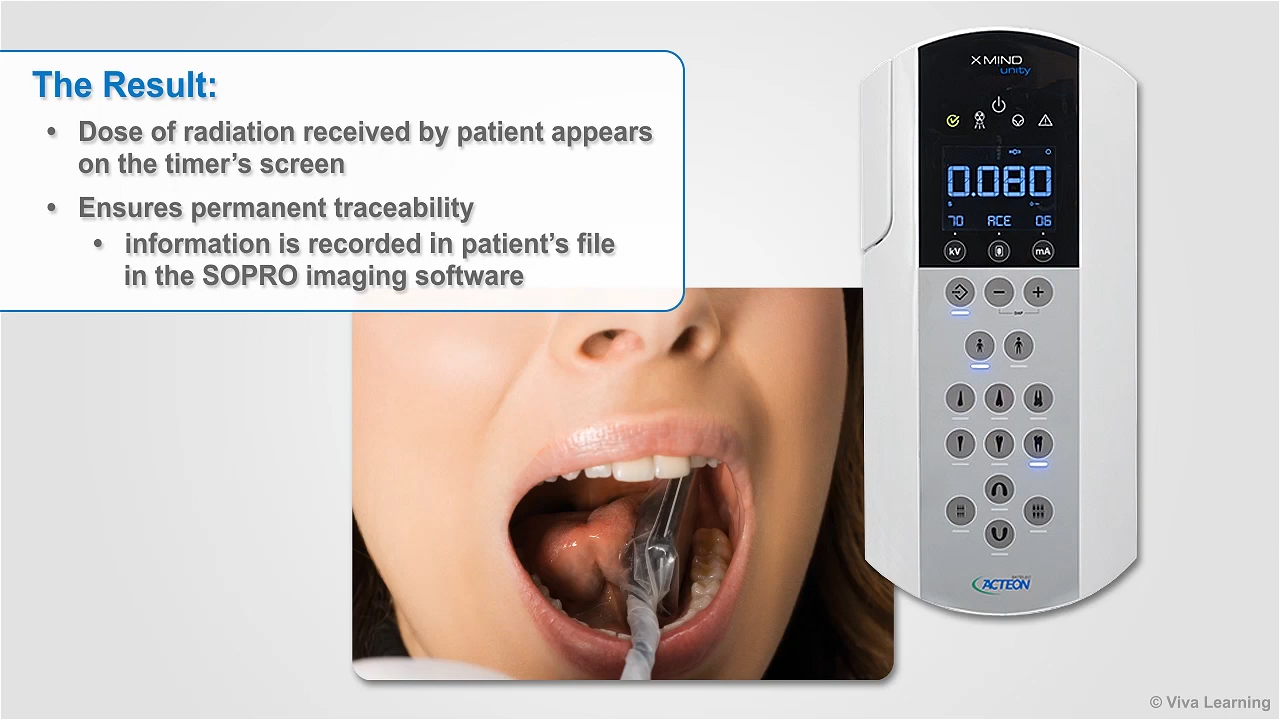 The Result:
• Dose of radiation received by patient appears
on the timer's screen
• Ensures permanent traceability
• information is recorded in patient's file
in the SOPRO imaging software
X MIND
unity
0.080
70 ACE 06
kV mA
ACTEON
© Viva Learning